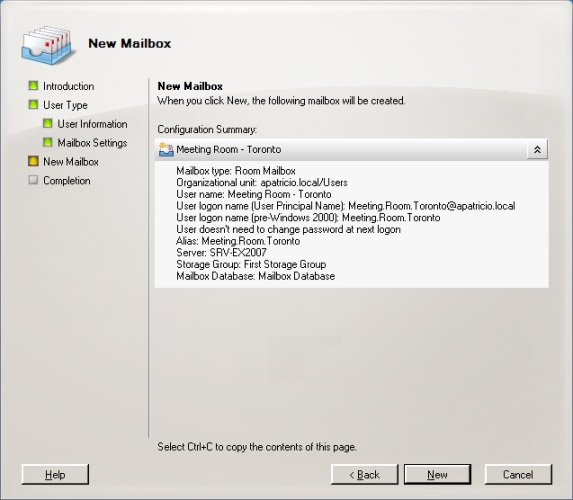 New Mailbox
Introduction
User Type
User Information
Mailbox Settings
New Mailbox
Completion
New Mailbox
When you click New, the following mailbox will be created.
Configuration Summary:
Meeting Room - Toronto
Mailbox type: Room Mailbox
Organizational unit: apatricio.local/Users
User name: Meeting Room - Toronto
User logon name (User Principal Name): Meeting.Room.Toronto@apatricio.local
User logon name (pre-Windows 2000): Meeting.Room.Toronto
User doesn't need to change password at next logon
Alias: Meeting.Room.Toronto
Server: SRV-EX2007
Storage Group: First Storage Group
Mailbox Database: Mailbox Database
Select Ctrl+C to copy the contents of this page.
Help
< Back
New
Cancel